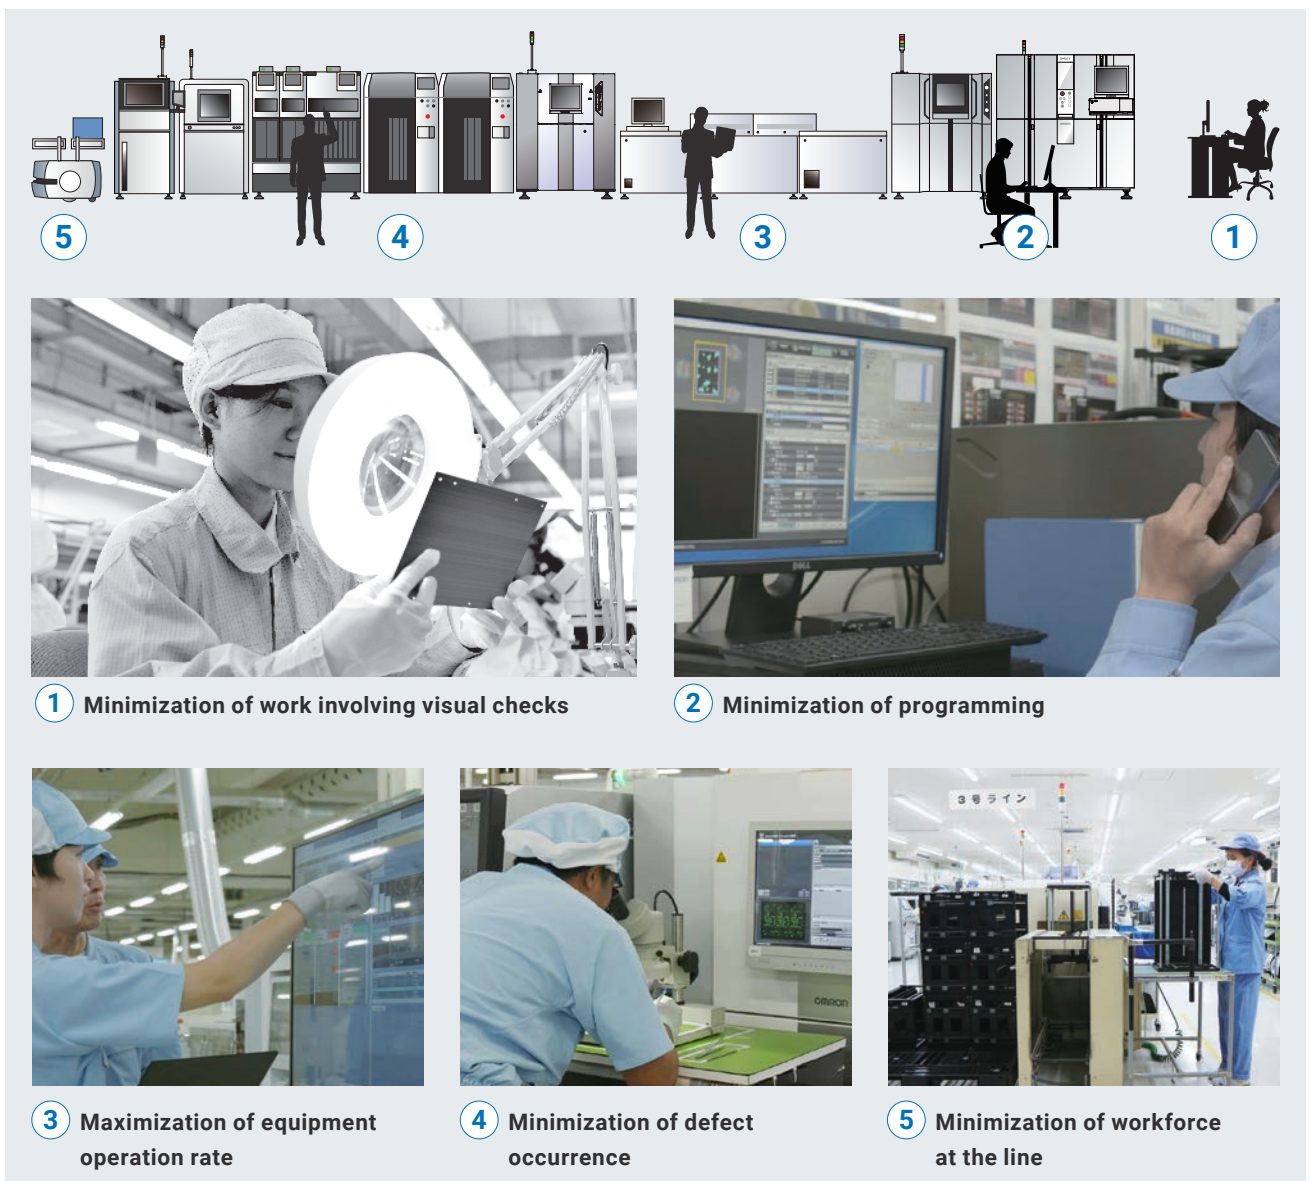 5
4
3
2
1
DELL
1 Minimization of work involving visual checks
2 Minimization of programming
3号ライン
OMRON
3 Maximization of equipment
operation rate
4 Minimization of defect
occurrence
5 Minimization of workforce
at the line